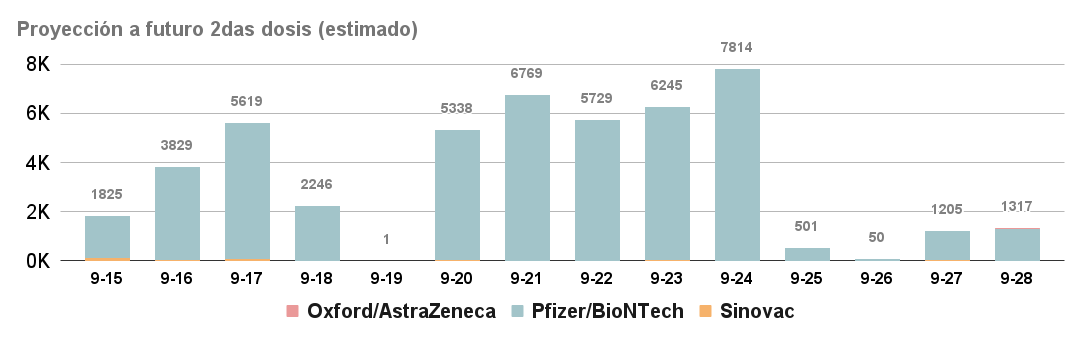 Proyección a futuro 2das dosis (estimado)
8K
6K
4K
2K
0K
1825
3829
5619
2246
1
5338
6769
5729
6245
7814
501
50
1205
1317
9-15 9-16 9-17 9-18 9-19 9-20 9-21 9-22 9-23 9-24 9-25 9-26 9-27 9-28
Oxford/AstraZeneca Pfizer/BioNTech Sinovac